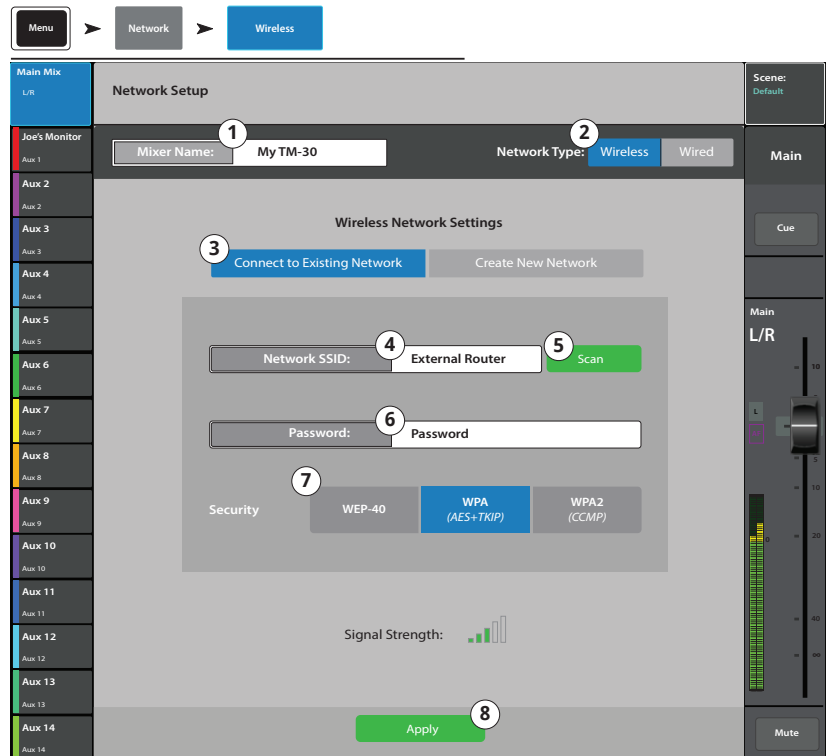 Menu Network Wireless
Main Mix
L/R
Network Setup
Scene:
Default
Joe's Monitor
Aux 1
1
Mixer Name: My TM-30
2
Network Type: Wireless Wired
Main
Aux 2
Aux 2
Aux 3
Aux 3
Wireless Network Settings
Cue
3
Connect to Existing Network Create New Network
Aux 4
Aux 4
Aux 5
Aux 5
Main
L/R
4
Network SSID: External Router
5
Scan
Aux 6
Aux 6
10
Aux 7
Aux 7
6
Password: Password
L
Aux 8
Aux 8
5
7
Security WEP-40
WPA
(AES+TKIP)
WPA2
(CCMP)
10
Aux 9
Aux 9
Aux 10
Aux 10
0
20
Aux 11
Aux 11
Aux 12
Aux 12
Signal Strength:
40
∞
Aux 13
Aux 13
Aux 14
Aux 14
8
Apply
Mute